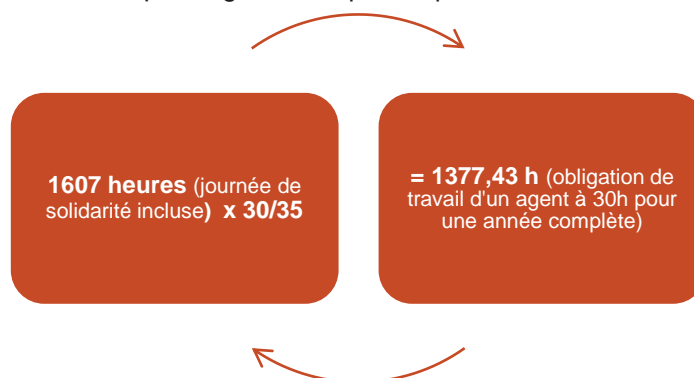 1607 heures (journée de
solidarité incluse) x 30/35
= 1377,43 h (obligation de
travail d'un agent à 30h pour
une année complète)